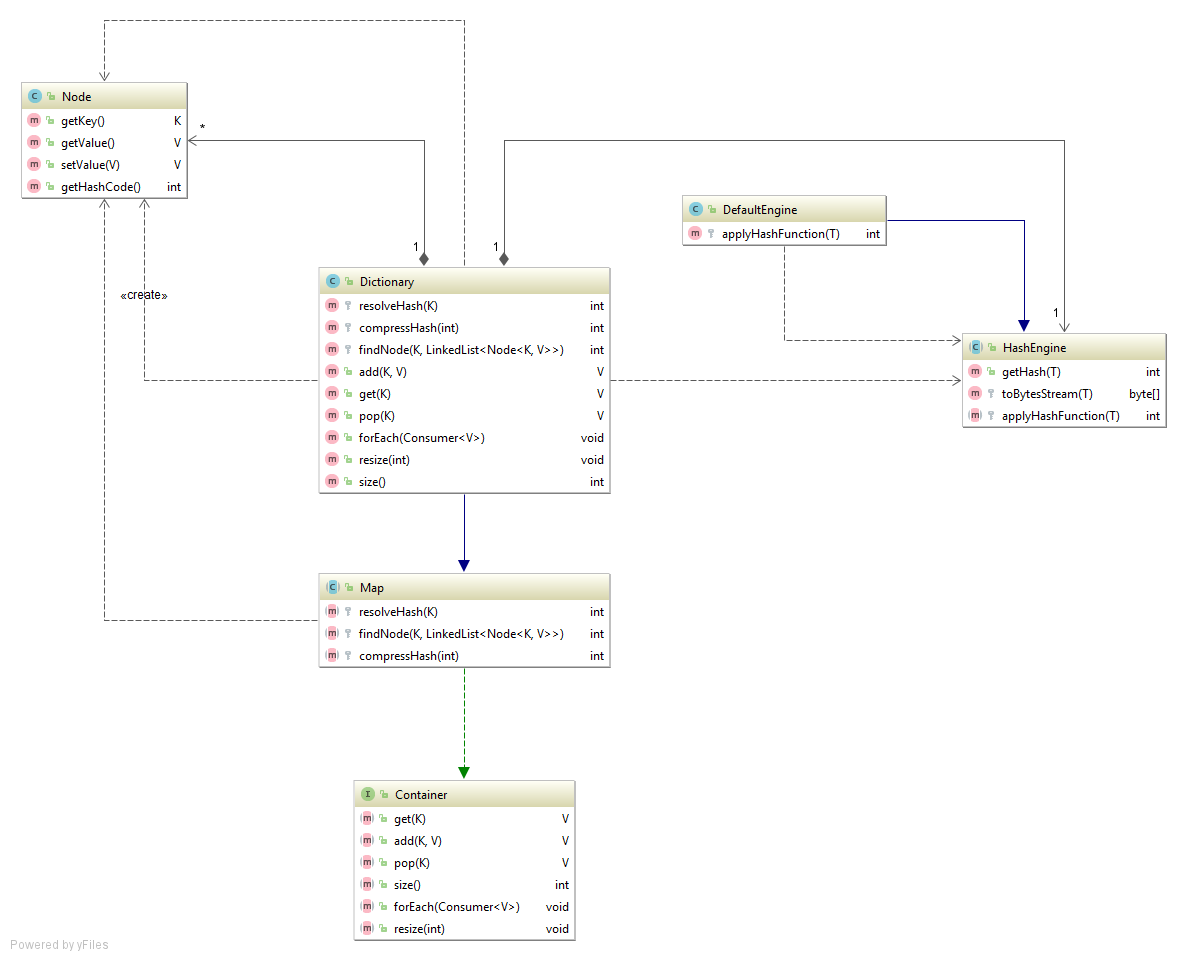 Node
getKey() K
getValue() V
setValue(V) V
getHashCode() int
*
1
1
«create»
DefaultEngine
applyHashFunction(T) int
1
HashEngine
getHash(T) int
toBytesStream(T) byte[]
applyHashFunction(T) int
Dictionary
resolveHash(K) int
compressHash(int) int
findNode(K, LinkedList<Node<K, V>>) int
add(K, V) V
get(K) V
pop(K) V
forEach(Consumer<V>) void
resize(int) void
size() int
Map
resolveHash(K) int
findNode(K, LinkedList<Node<K, V>>) int
compressHash(int) int
Container
get(K) V
add(K, V) V
pop(K) V
size() int
forEach(Consumer<V>) void
resize(int) void
Powered by yFiles